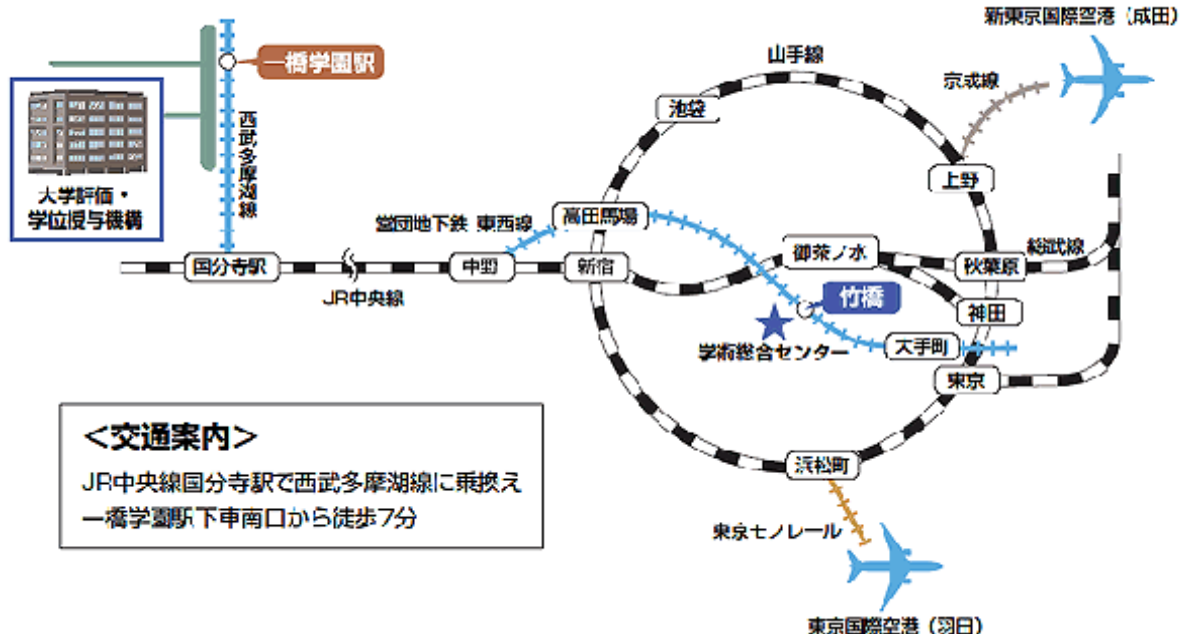 新東京国際空港（成田）
一橋学園駅
山手線
京成線
池袋
西武多摩湖線
大学評価・
学位授与機構
上野
営団地下鉄 東西線
高田馬場
国分寺駅
中野
新宿
御茶ノ水
秋葉原
総武線
JR中央線
竹橋
神田
学術総合センター
大手町
東京
＜交通案内＞
JR中央線国分寺駅で西武多摩湖線に乗換え
一橋学園駅下車南口から徒歩7分
浜松町
東京モノレール
東京国際空港（羽田）